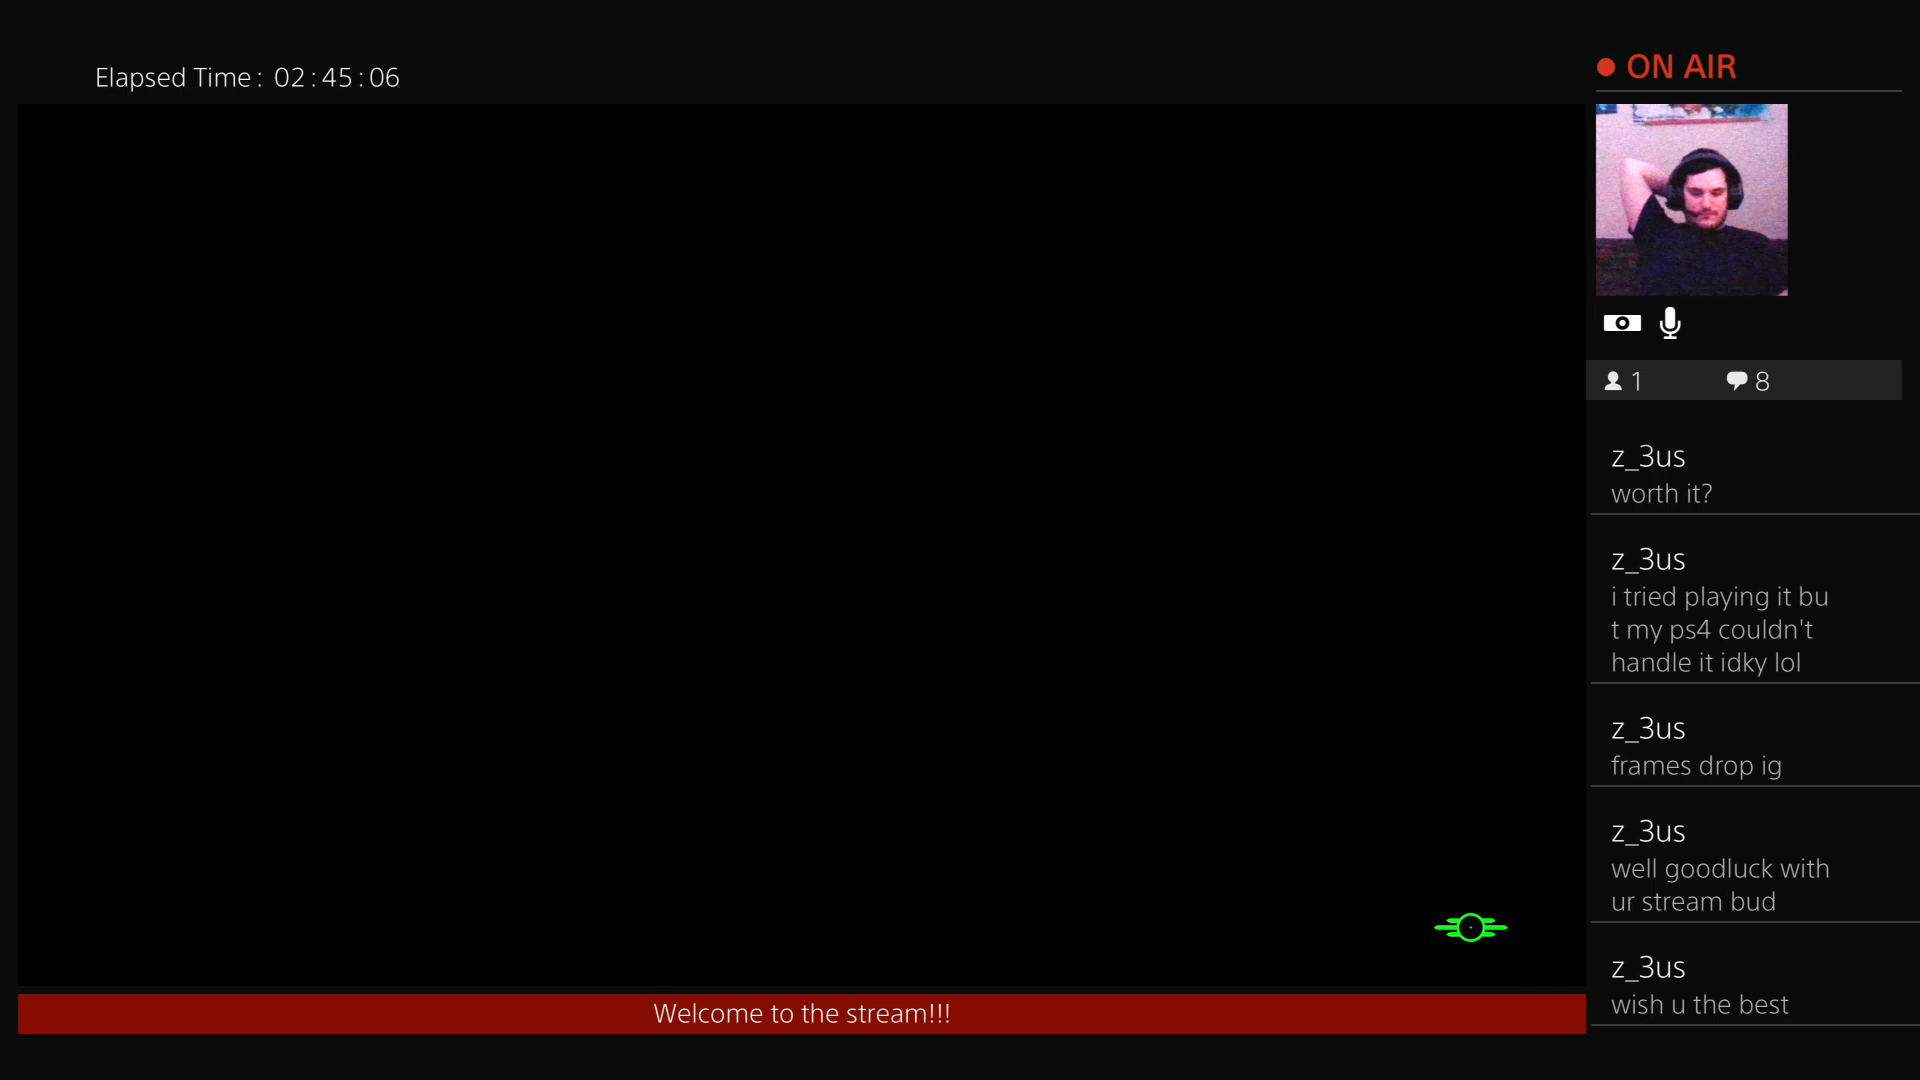 Elapsed Time: 02:45:06
ON AIR
1 8
z_3us
worth it?
z_3us
i tried playing it bu
t my ps4 couldn't
handle it idky lol
z_3us
frames drop ig
z_3us
well goodluck with
ur stream bud
z_3us
wish u the best
Welcome to the stream!!!